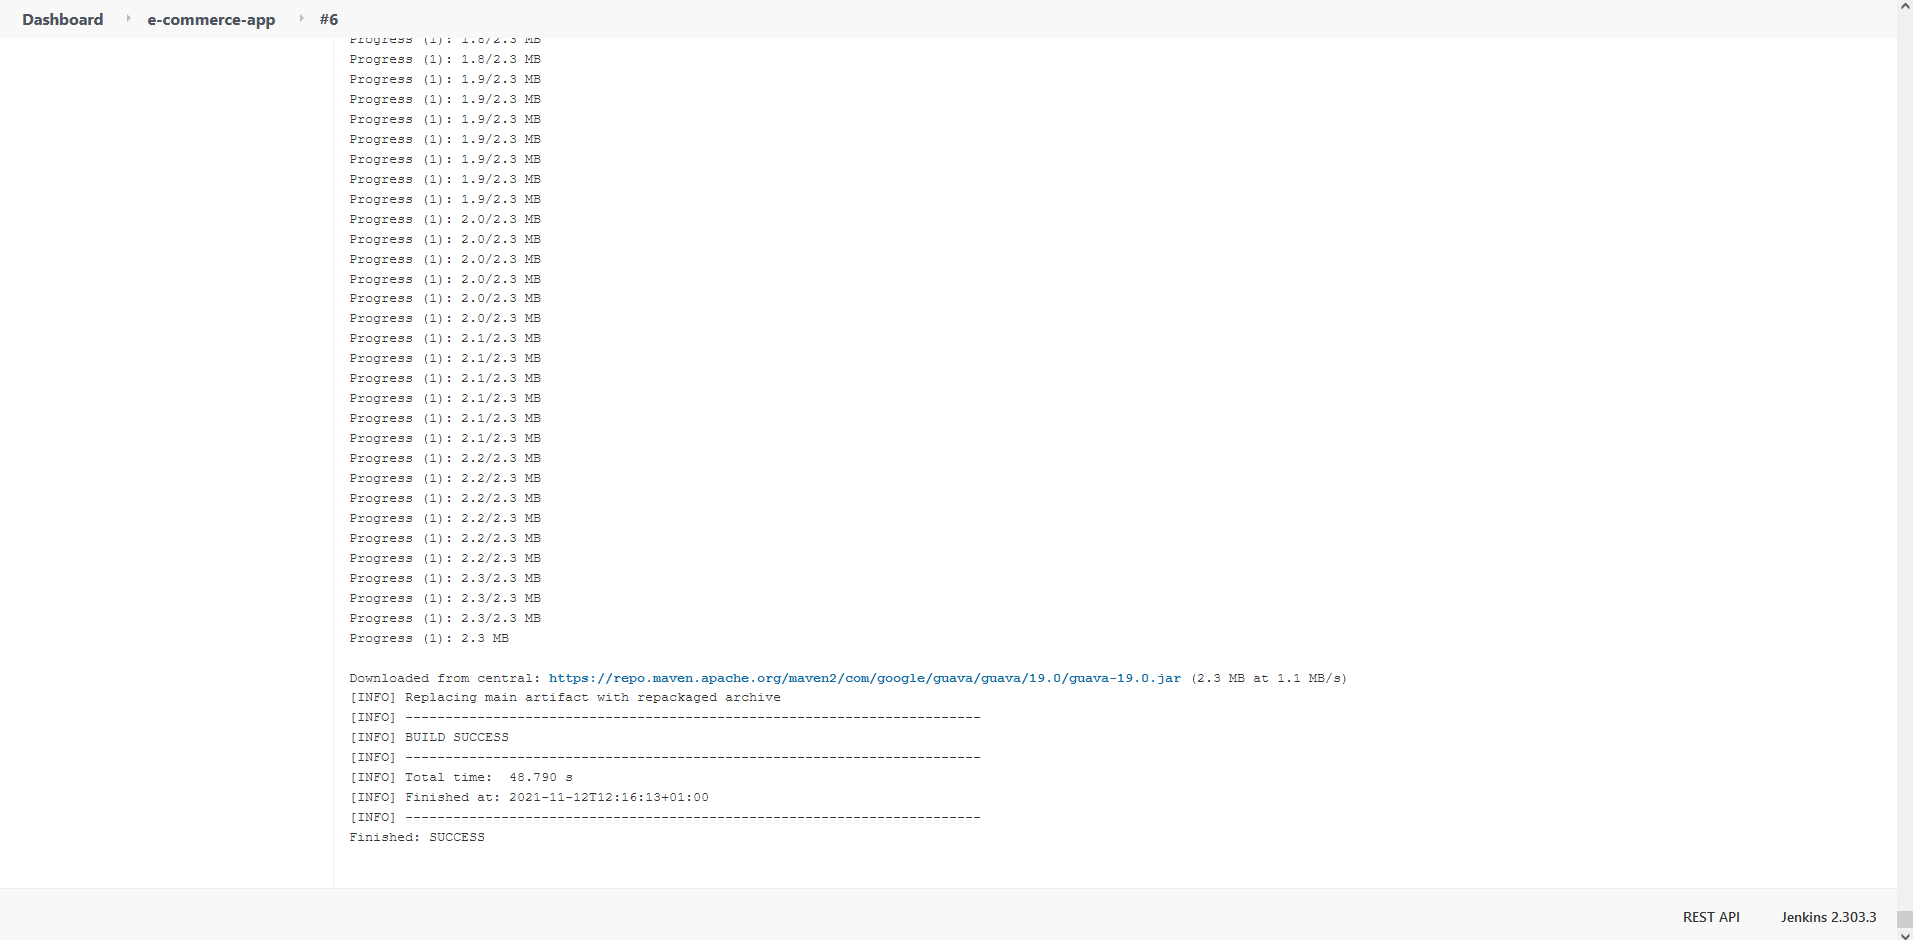 Dashboard e-commerce-app #6
Progress (1): 1.8/2.3 MB
Progress (1): 1.8/2.3 MB
Progress (1): 1.9/2.3 MB
Progress (1): 1.9/2.3 MB
Progress (1): 1.9/2.3 MB
Progress (1): 1.9/2.3 MB
Progress (1): 1.9/2.3 MB
Progress (1): 1.9/2.3 MB
Progress (1): 1.9/2.3 MB
Progress (1): 2.0/2.3 MB
Progress (1): 2.0/2.3 MB
Progress (1): 2.0/2.3 MB
Progress (1): 2.0/2.3 MB
Progress (1): 2.0/2.3 MB
Progress (1): 2.0/2.3 MB
Progress (1): 2.1/2.3 MB
Progress (1): 2.1/2.3 MB
Progress (1): 2.1/2.3 MB
Progress (1): 2.1/2.3 MB
Progress (1): 2.1/2.3 MB
Progress (1): 2.1/2.3 MB
Progress (1): 2.2/2.3 MB
Progress (1): 2.2/2.3 MB
Progress (1): 2.2/2.3 MB
Progress (1): 2.2/2.3 MB
Progress (1): 2.2/2.3 MB
Progress (1): 2.2/2.3 MB
Progress (1): 2.3/2.3 MB
Progress (1): 2.3/2.3 MB
Progress (1): 2.3/2.3 MB
Progress (1): 2.3 MB
Downloaded from central: https://repo.maven.apache.org/maven2/com/google/guava/guava/19.0/guava-19.0.jar (2.3 MB at 1.1 MB/s)
[INFO] Replacing main artifact with repackaged archive
[INFO] ------------------------------------------------------------------------
[INFO] BUILD SUCCESS
[INFO] ------------------------------------------------------------------------
[INFO] Total time:  48.790 s
[INFO] Finished at: 2021-11-12T12:16:13+01:00
[INFO] ------------------------------------------------------------------------
Finished: SUCCESS
REST API Jenkins 2.303.3